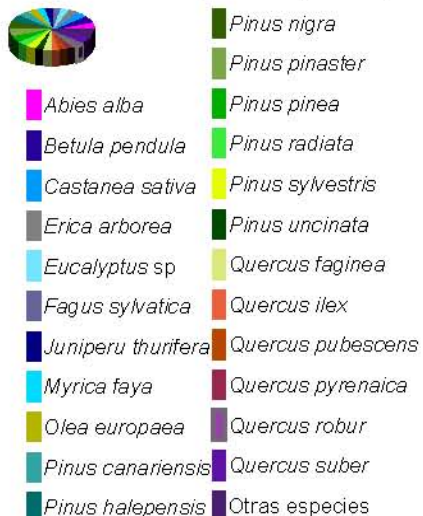 Abies alba
Betula pendula
Castanea sativa
Erica arborea
Eucalyptus sp
Fagus sylvatica
Juniperu thurifera
Myrica faya
Olea europaea
Pinus canariensis
Pinus halepensis
Pinus nigra
Pinus pinaster
Pinus pinea
Pinus radiata
Pinus sylvestris
Pinus uncinata
Quercus faginea
Quercus ilex
Quercus pubescens
Quercus pyrenaica
Quercus robur
Quercus suber
Otras especies